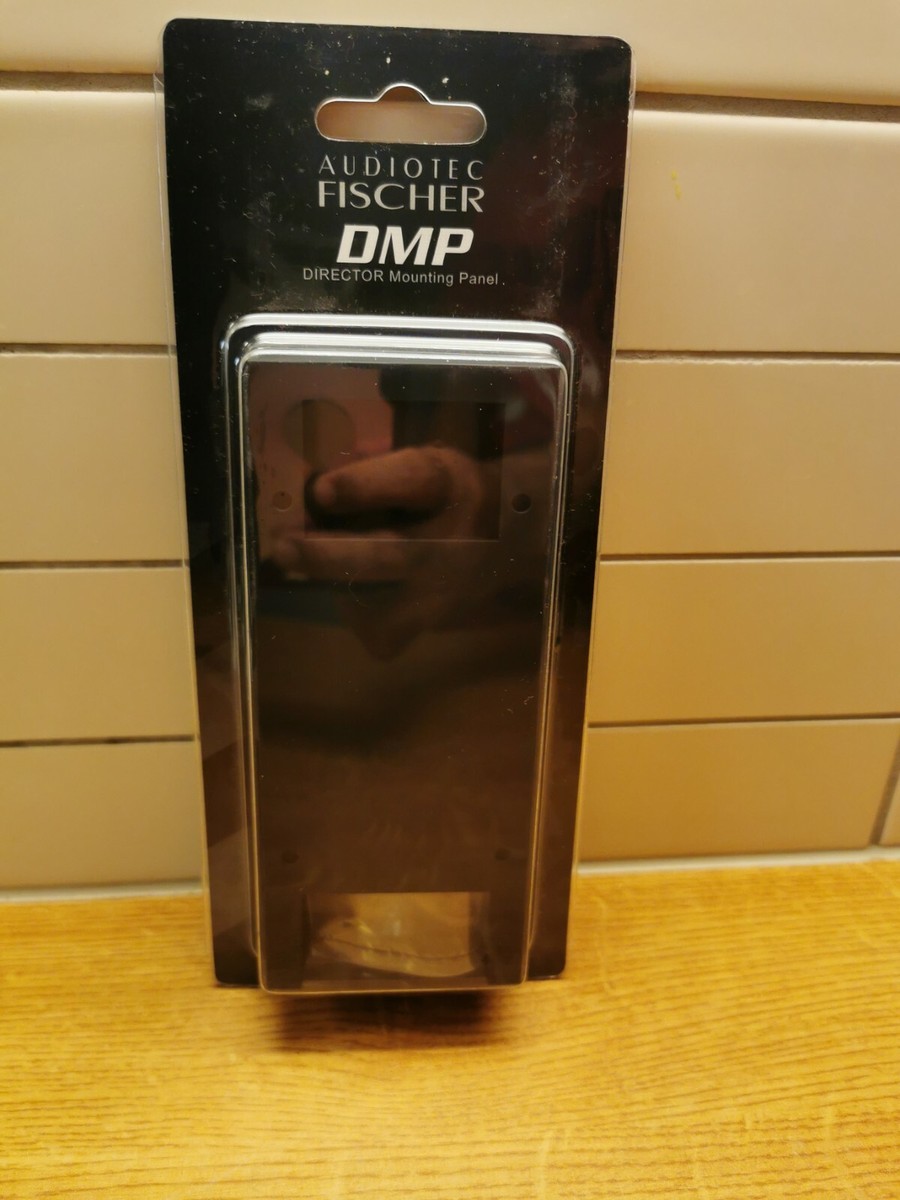 AUDIOTEC
FISCHER
DMP
DIRECTOR Mounting Panel